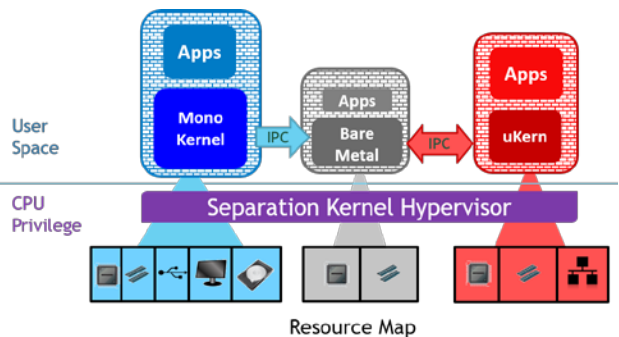 Apps
Mono
Kernel
IPC
Apps
Bare
Metal
IPC
Apps
uKern
User
Space
CPU
Privilege
Separation Kernel Hypervisor
Resource Map